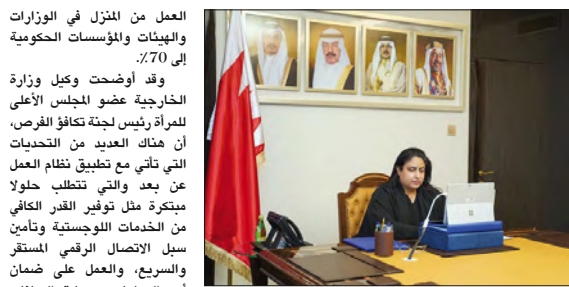 العمل من المنزل في الوزارات
والهيئات والمؤسسات الحكومية
إلى 70٪.
وقد أوضحت وكيل وزارة
الخارجية عضو المجلس الأعلى
للمرأة رئيس لجنة تكافؤ الفرص،
أن هناك العديد من التحديات
التي تأتي مع تطبيق نظام العمل
عن بعد والتي تتطلب حلولا
مبتكرة مثل توفير القدر الكافي
من الخدمات اللوجستية وتأمين
سبل الاتصال الرقمي المستقر
والسريع، والعمل على ضمان